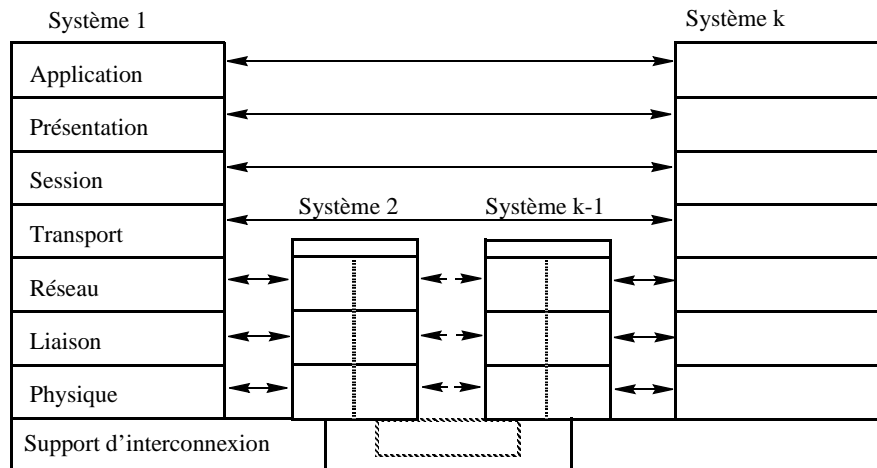 Système 1
Système k
Application
Présentation
Session
Système 2
Système k-1
Transport
Réseau
Liaison
Physique
Support d'interconnexion